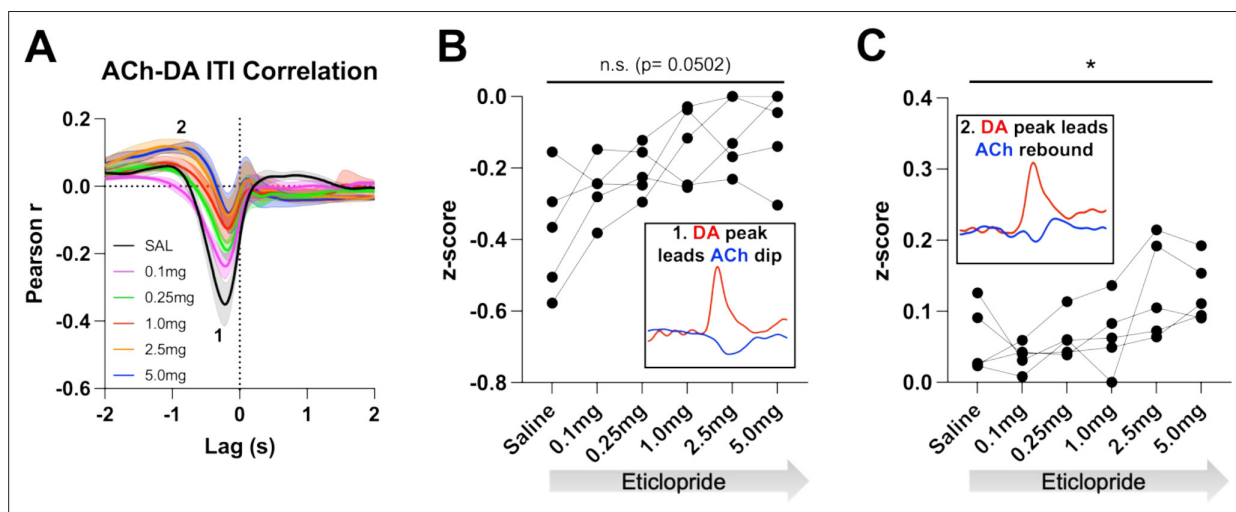 A
ACh-DA ITI Correlation
0.2
0.0
-0.2
-0.4
-0.6
Pearson r
2
1
SAL
0.1mg
0.25mg
1.0mg
2.5mg
5.0mg
-2
-1
0
1
2
Lag (s)
B
n.s. (p= 0.0502)
0.0
-0.2
-0.4
-0.6
-0.8
z-score
1. DA peak
leads ACh dip
Saline
0.1mg
0.25mg
1.0mg
2.5mg
5.0mg
Eticlopride
C
*
0.4
0.3
0.2
0.1
0.0
z-score
2. DA peak leads
ACh rebound
Saline
0.1mg
0.25mg
1.0mg
2.5mg
5.0mg
Eticlopride